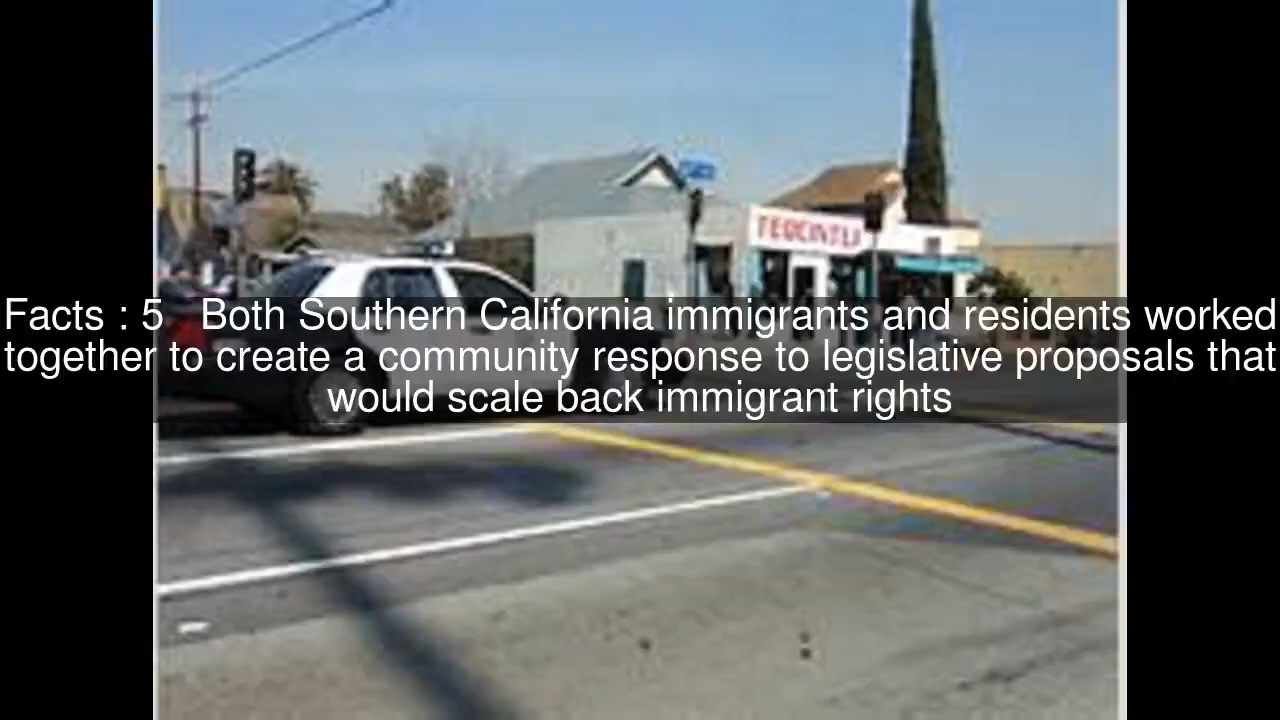 TEOCINTLI
Facts : 5 Both Southern California immigrants and residents worked
together to create a community response to legislative proposals that
would scale back immigrant rights